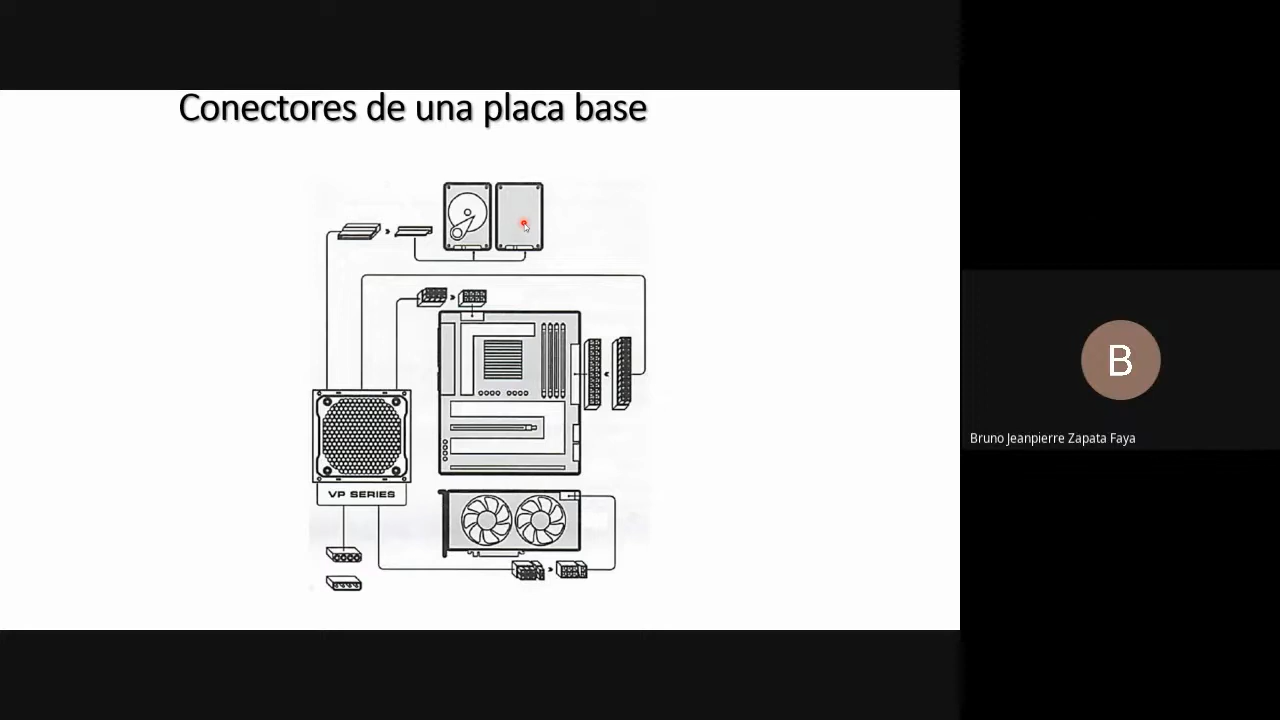 Conectores de una placa base
VP SERIES
B
Bruno Jeanpierre Zapata Faya